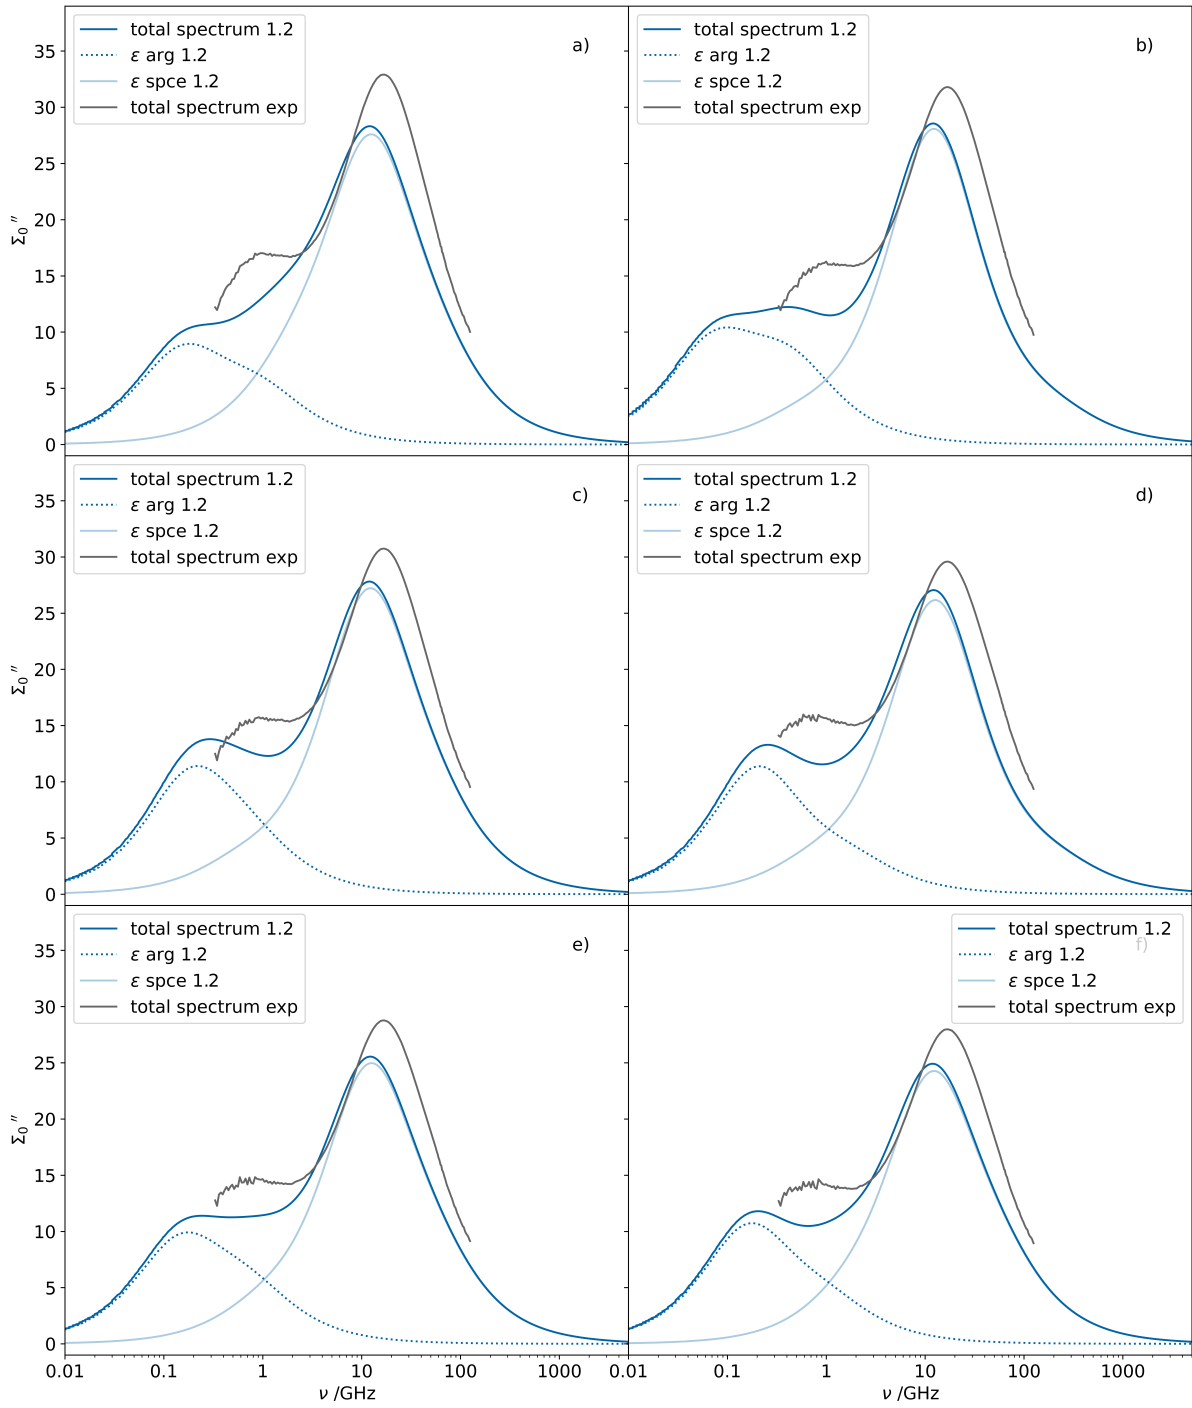 total spectrum 1.2
ε arg 1.2
ε spce 1.2
total spectrum exp
a)
35
30
25
20
15
10
5
0
Σ₀″
total spectrum 1.2
ε arg 1.2
ε spce 1.2
total spectrum exp
b)
total spectrum 1.2
ε arg 1.2
ε spce 1.2
total spectrum exp
c)
35
30
25
20
15
10
5
0
Σ₀″
total spectrum 1.2
ε arg 1.2
ε spce 1.2
total spectrum exp
d)
total spectrum 1.2
ε arg 1.2
ε spce 1.2
total spectrum exp
e)
35
30
25
20
15
10
5
0
Σ₀″
0.01 0.1 1 10 100 1000
ν /GHz
total spectrum 1.2
ε arg 1.2
ε spce 1.2
total spectrum exp
f)
0.01 0.1 1 10 100 1000
ν /GHz